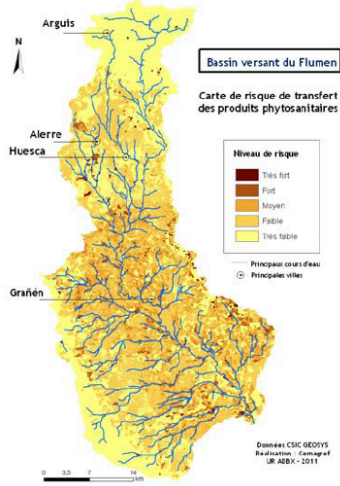 Arguis
N
Bassin versant du Flumen
Carte de risque de transfert
des produits phytosanitaires
Alerre
Huesca
Niveau de risque
Très fort
Fort
Moyen
Faible
Très faible
Principaux cours d'eau
Principales villes
Grañén
Données CSIC GEOSYS
Réalisation : Cemagref
UR ADBX - 2011
0 3,5 7 14
km